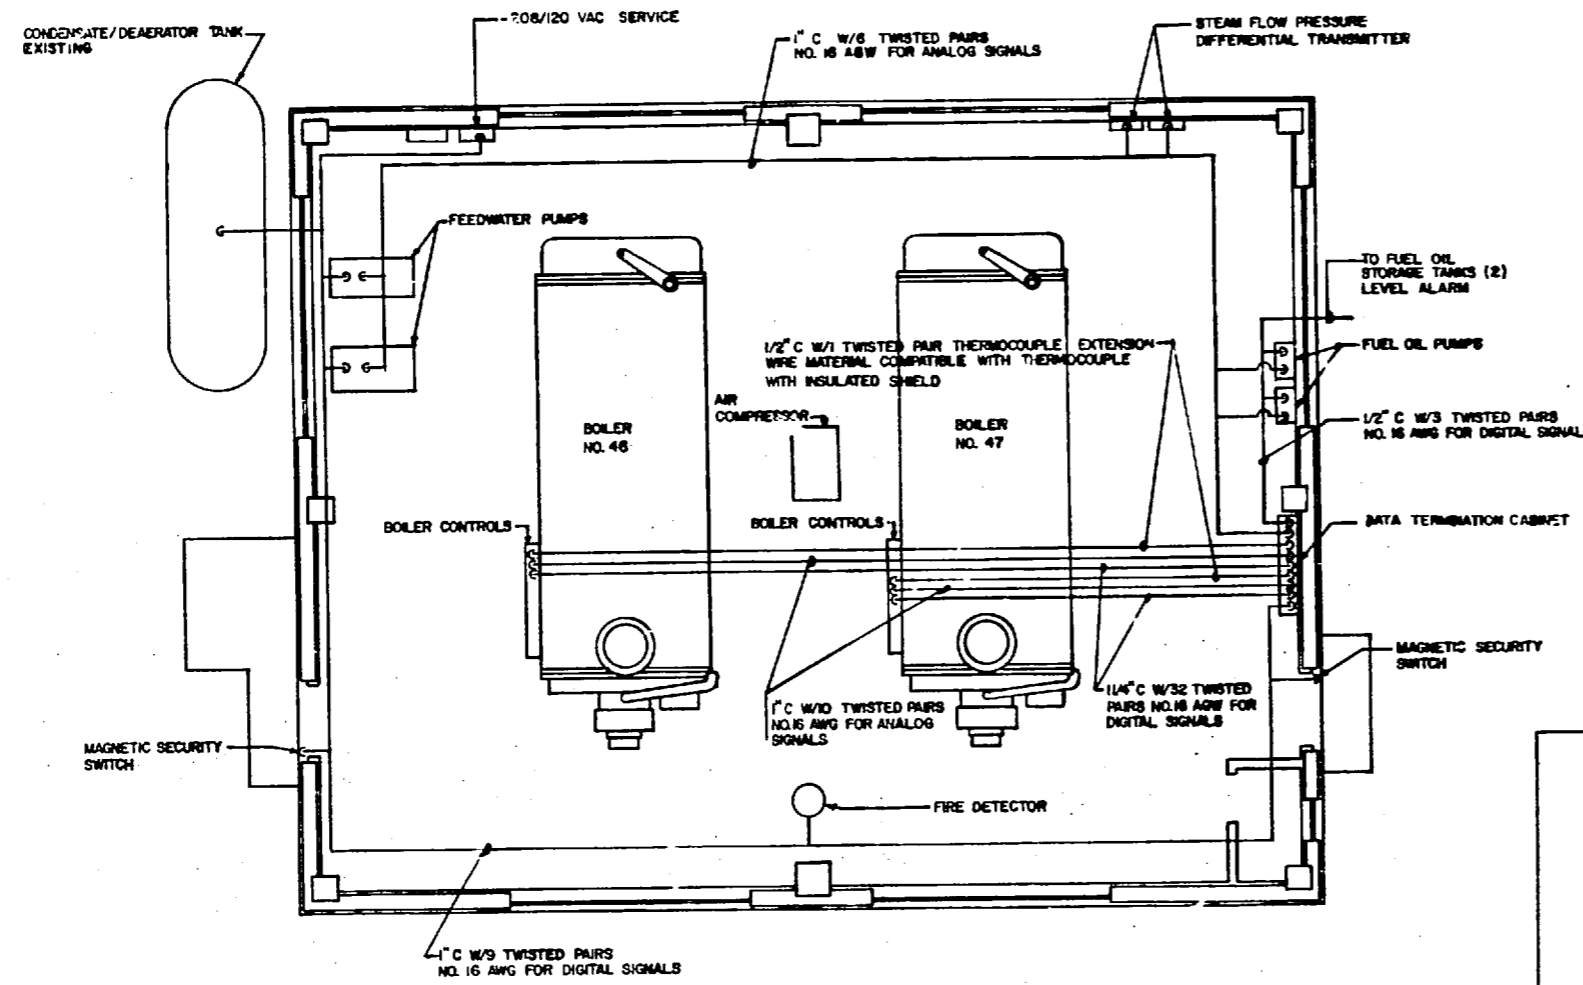 CONDENSATE/DEAERATOR TANK
EXISTING
208/120 VAC SERVICE
1" C W/6 TWISTED PAIRS
NO. 16 AGW FOR ANALOG SIGNALS
STEAM FLOW PRESSURE
DIFFERENTIAL TRANSMITTER
FEEDWATER PUMPS
TO FUEL OIL
STORAGE TANKS (2)
LEVEL ALARM
1/2" C W/1 TWISTED PAIR THERMOCOUPLE EXTENSION
WIRE MATERIAL COMPATIBLE WITH THERMOCOUPLE
WITH INSULATED SHIELD
FUEL OIL PUMPS
AIR
COMPRESSOR
BOILER
NO. 46
BOILER
NO. 47
1/2" C W/3 TWISTED PAIRS
NO. 16 AWG FOR DIGITAL SIGNAL
BOILER CONTROLS
BOILER CONTROLS
DATA TERMINATION CABINET
MAGNETIC SECURITY
SWITCH
1" C W/10 TWISTED PAIRS
NO.16 AWG FOR ANALOG
SIGNALS
1 1/4" C W/32 TWISTED
PAIRS NO.16 AGW FOR
DIGITAL SIGNALS
MAGNETIC SECURITY
SWITCH
FIRE DETECTOR
1" C W/9 TWISTED PAIRS
NO. 16 AWG FOR DIGITAL SIGNALS